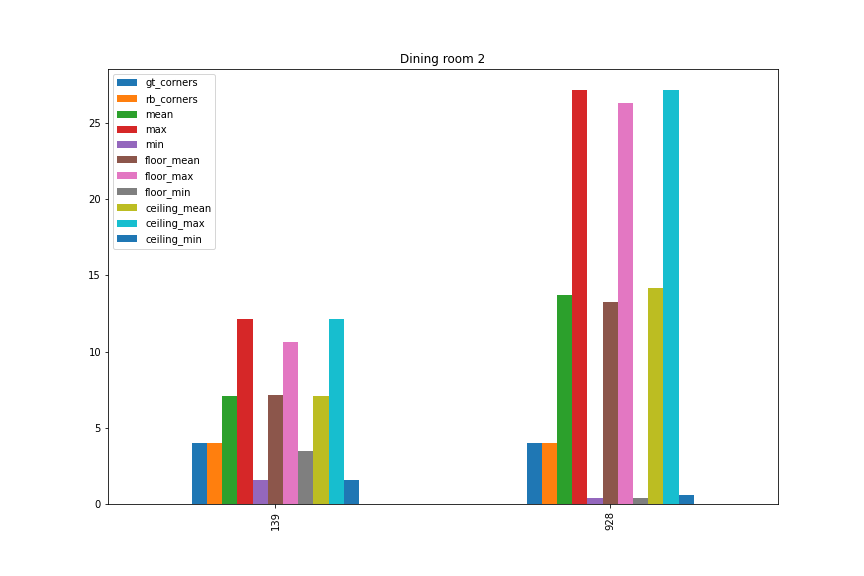 Dining room 2
gt_corners
rb_corners
mean
max
min
floor_mean
floor_max
floor_min
ceiling_mean
ceiling_max
ceiling_min
25
20
15
10
5
0
139
928